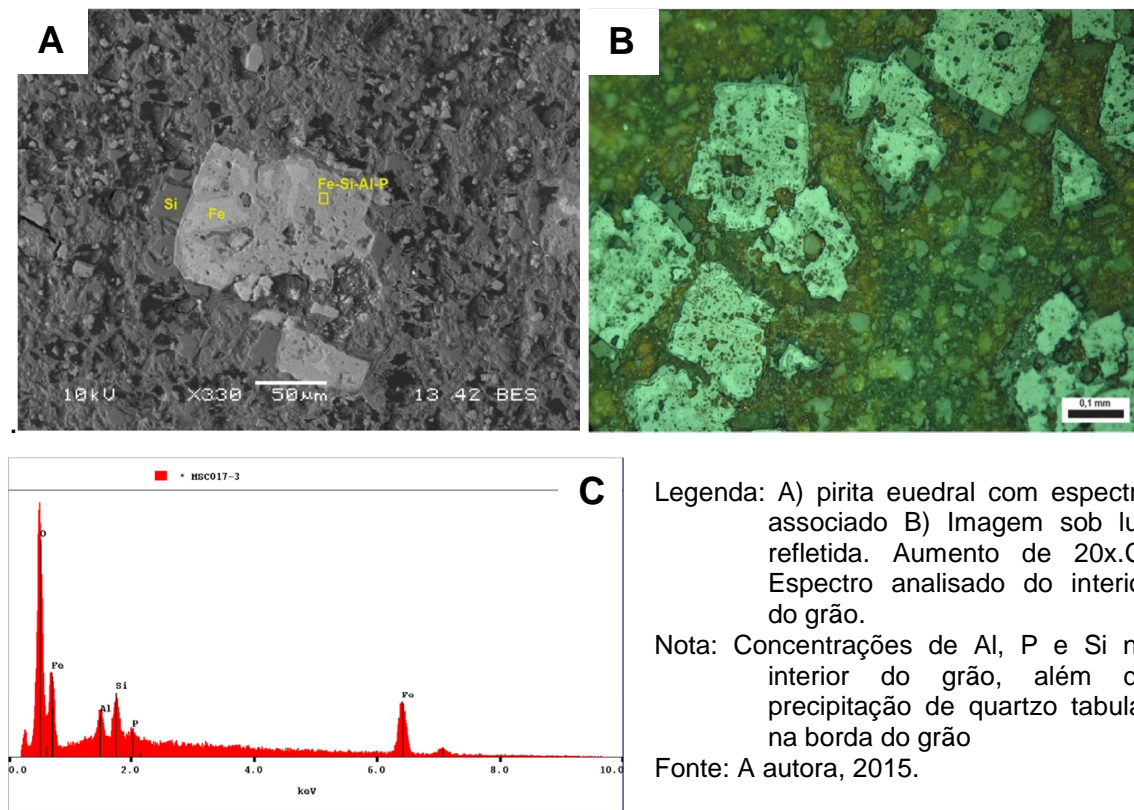 A
B
Fe-Si-Al-P
Si
Fe
10kV X330 50μm 13 42 BES
0,1 mm
.
* MSC017-3
C
O
Fe
Al
Si
P
Fe
0.0 2.0 4.0 6.0 8.0 10.0
keV
Legenda: A) pirita euedral com espectr
associado B) Imagem sob lu
refletida. Aumento de 20x.C
Espectro analisado do interio
do grão.
Nota: Concentrações de Al, P e Si n
interior do grão, além d
precipitação de quartzo tabula
na borda do grão
Fonte: A autora, 2015.